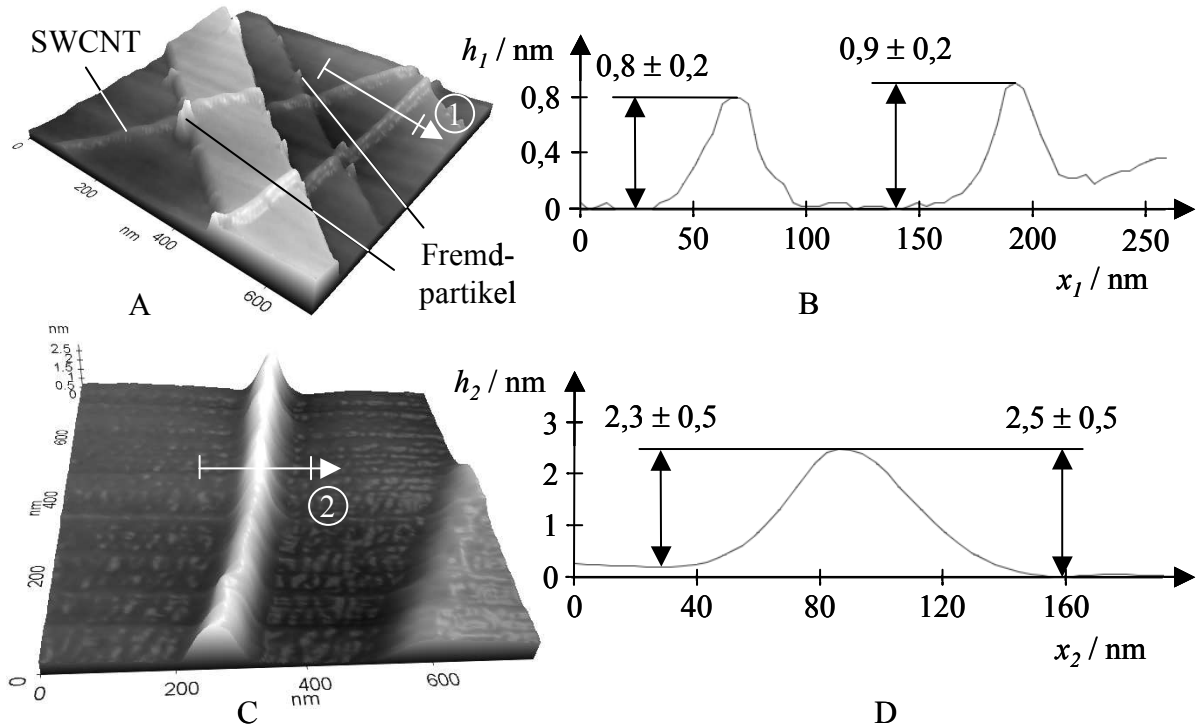 SWCNT
1
0
200
nm
400
600
Fremd-
partikel
A
h1 / nm
0,8 ± 0,2
0,9 ± 0,2
0,8
0,4
0
0
50
100
150
200
250
x1 / nm
B
nm
2.5
2
1.5
1
0.5
0
600
400
nm
200
0
0
200
nm
400
600
2
C
h2 / nm
2,3 ± 0,5
2,5 ± 0,5
3
2
1
0
0
40
80
120
160
x2 / nm
D